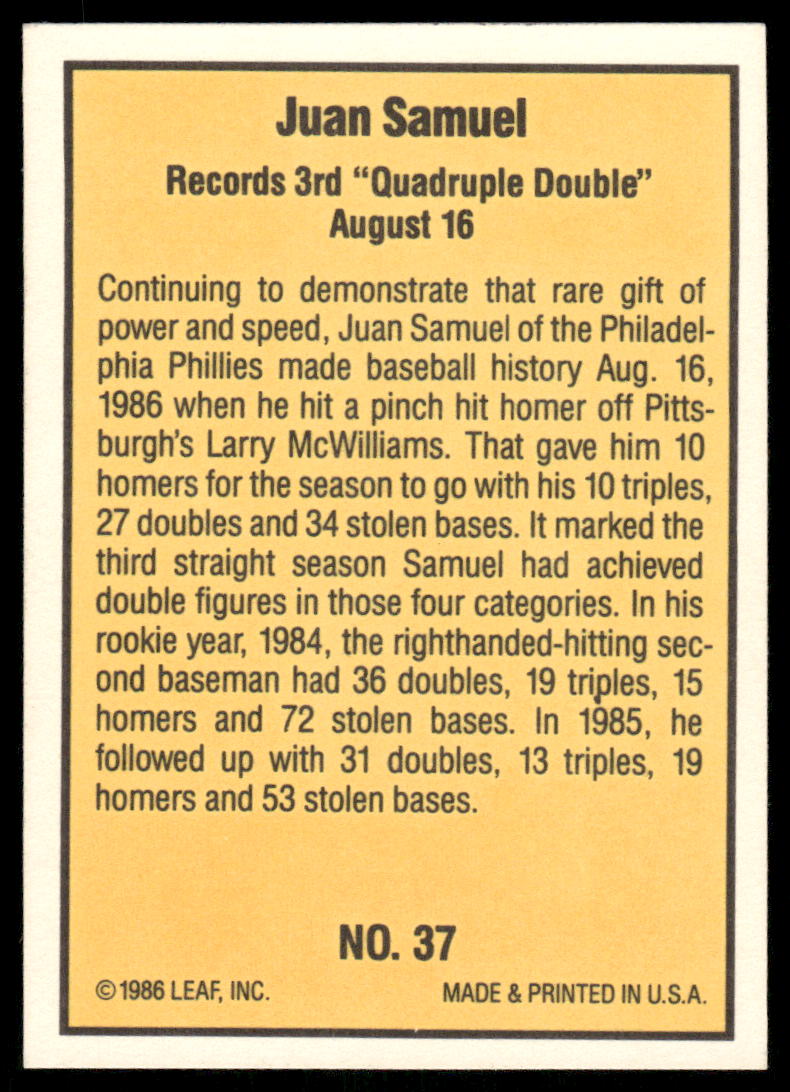 Juan Samuel
Records 3rd “Quadruple Double”
August 16
Continuing to demonstrate that rare gift of
power and speed, Juan Samuel of the Philadel-
phia Phillies made baseball history Aug. 16,
1986 when he hit a pinch hit homer off Pitts-
burgh's Larry McWilliams. That gave him 10
homers for the season to go with his 10 triples,
27 doubles and 34 stolen bases. It marked the
third straight season Samuel had achieved
double figures in those four categories. In his
rookie year, 1984, the righthanded-hitting sec-
ond baseman had 36 doubles, 19 triples, 15
homers and 72 stolen bases. In 1985, he
followed up with 31 doubles, 13 triples, 19
homers and 53 stolen bases.
NO. 37
©1986 LEAF, INC. MADE & PRINTED IN U.S.A.